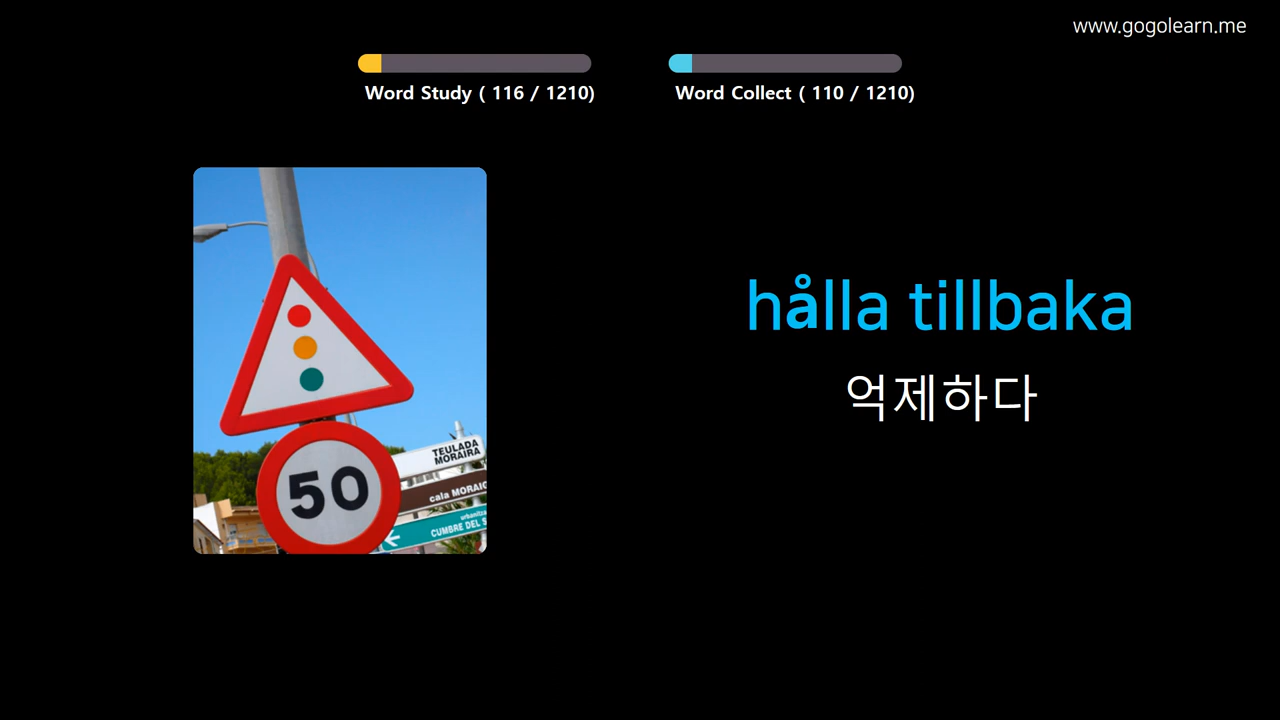 www.gogolearn.me
Word Study ( 116 / 1210)
Word Collect ( 110 / 1210)
hålla tillbaka
억제하다
TEULADA
MORAIRA
cala
50
CUMBRE DEL